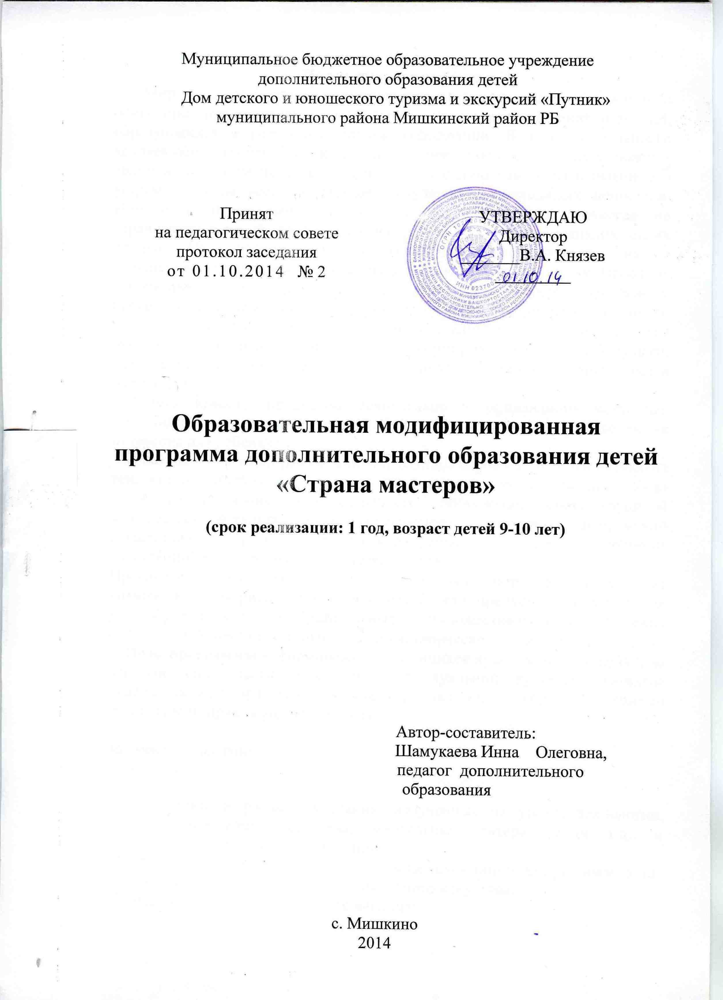 Муниципальное бюджетное образовательное учреждение
дополнительного образования детей
Дом детского и юношеского туризма и экскурсий «Путник»
муниципального района Мишкинский район РБ
Принят
на педагогическом совете
протокол заседания
от 01.10.2014 № 2
УТВЕРЖДАЮ
Директор
________В.А. Князев
01.10.14
ОГРН
ИНН
Образовательная модифицированная
программа дополнительного образования детей
«Страна мастеров»
(срок реализации: 1 год, возраст детей 9-10 лет)
Автор-составитель:
Шамукаева Инна Олеговна,
педагог дополнительного
образования
с. Мишкино
2014